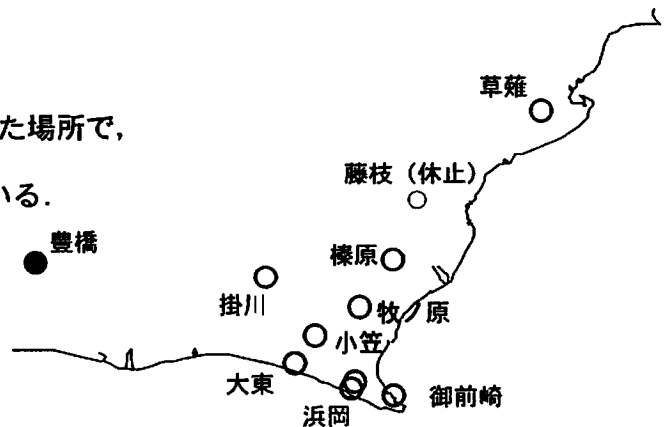 草薙
た場所で，
藤枝（休止）
いる．
豊橋
榛原
掛川
牧ノ原
小笠
大東
御前崎
浜岡